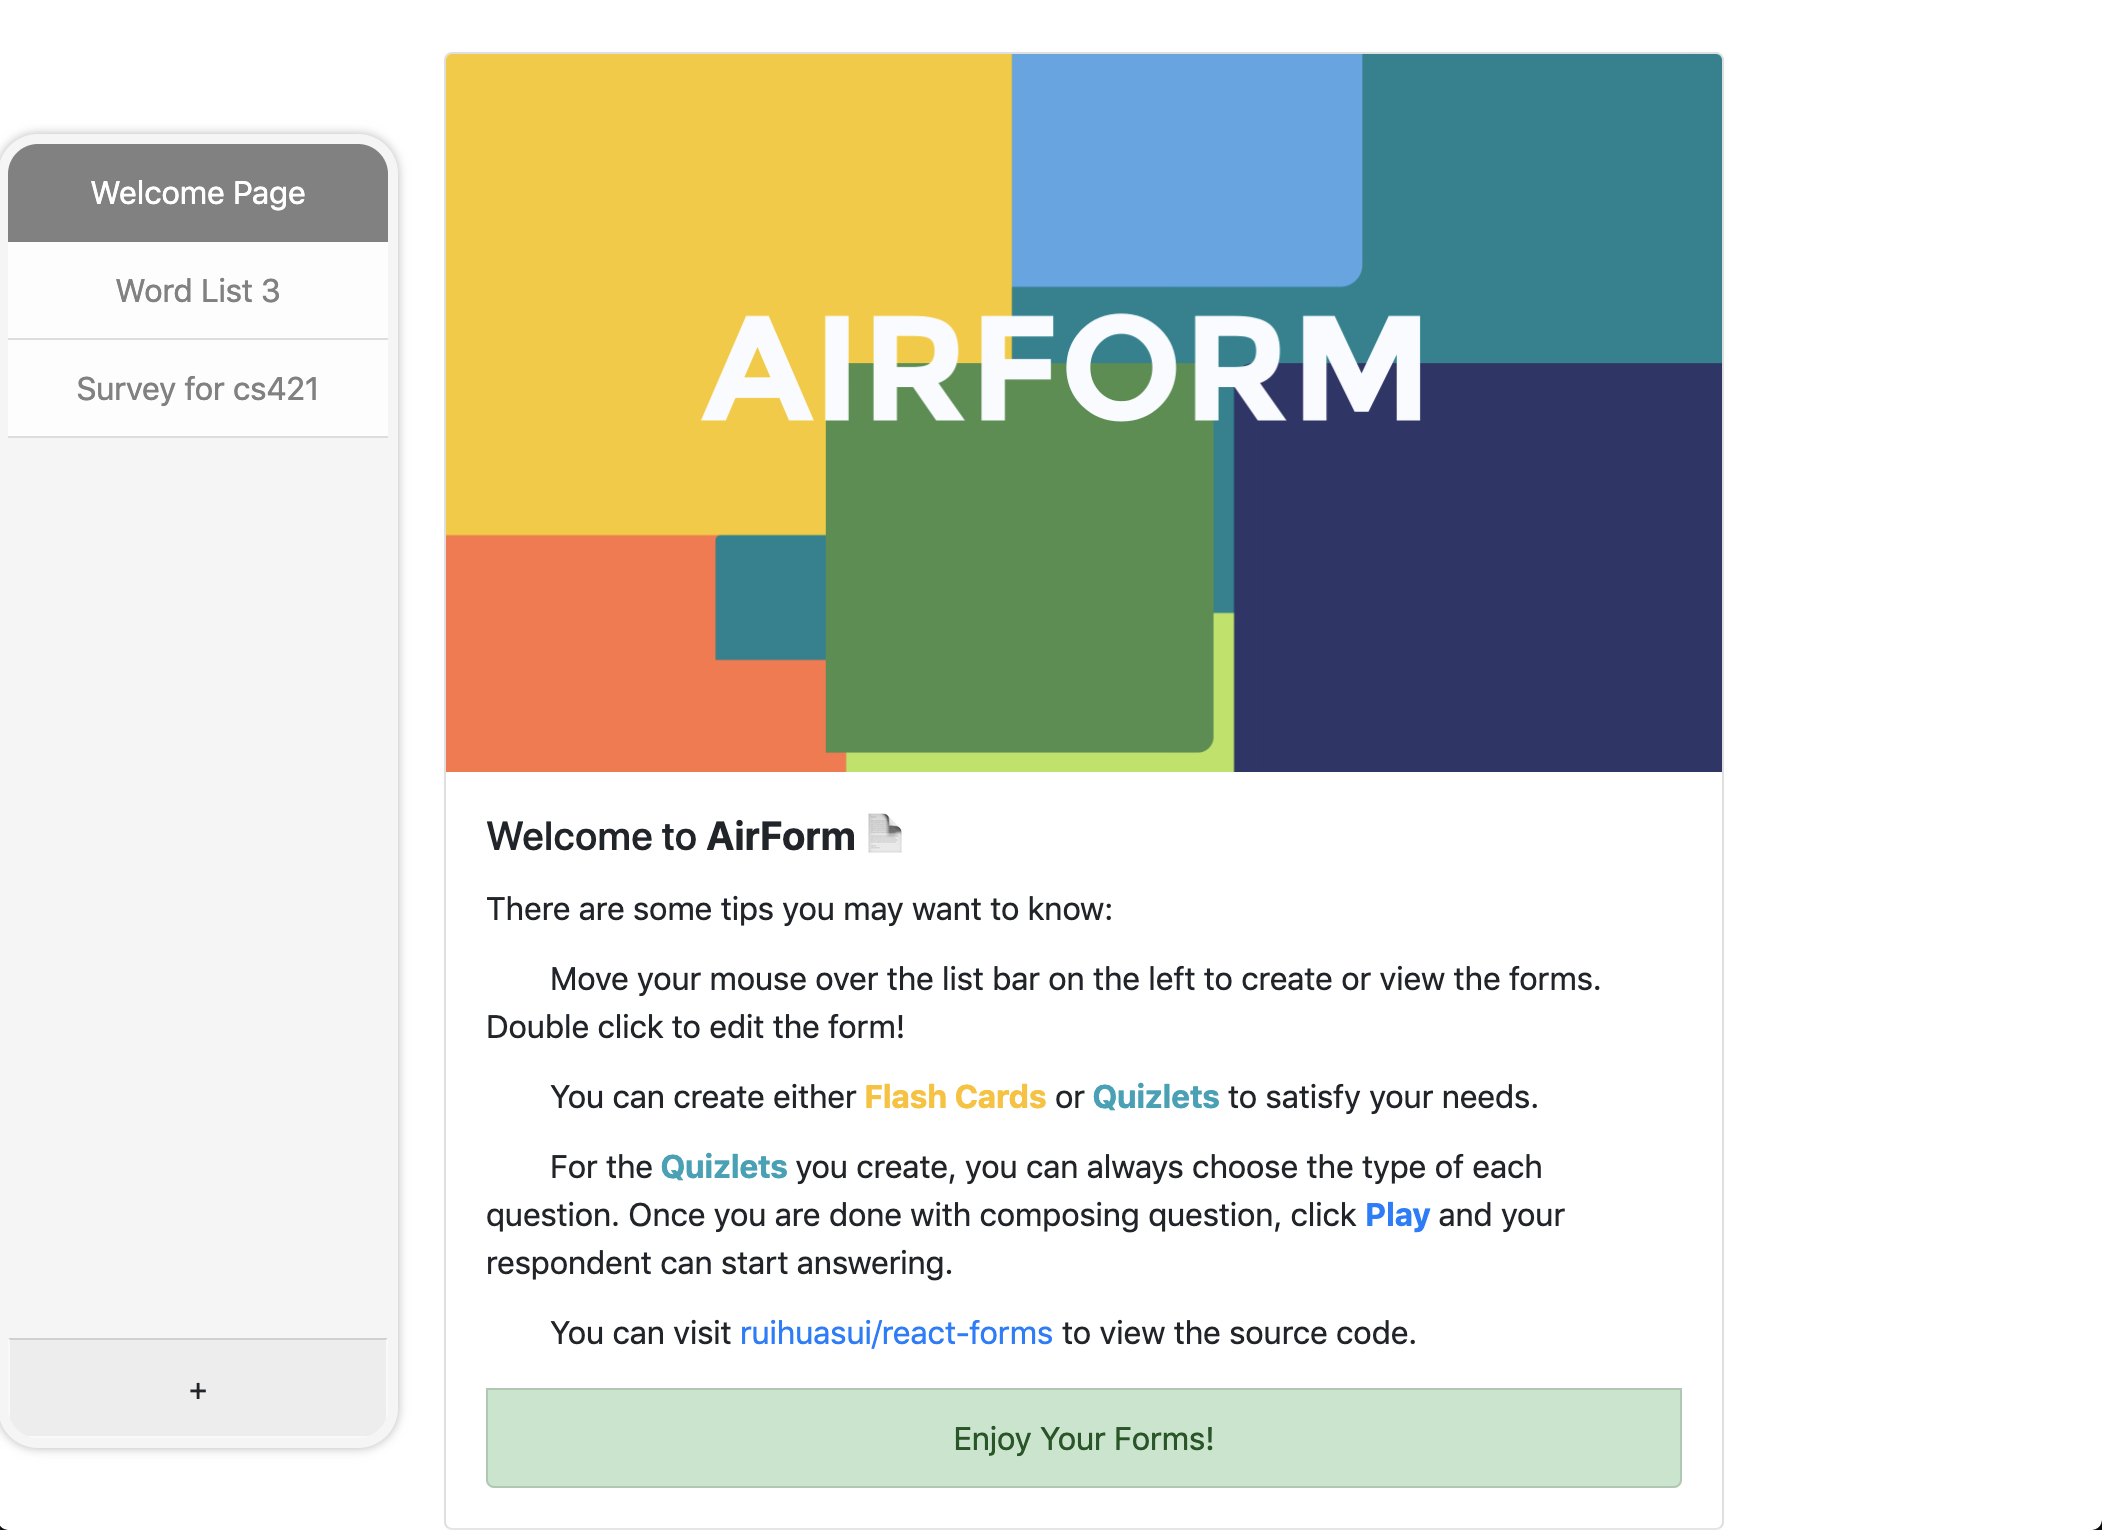 Welcome Page
Word List 3
Survey for cs421
+
AIRFORM
Welcome to AirForm
There are some tips you may want to know:
Move your mouse over the list bar on the left to create or view the forms.
Double click to edit the form!
You can create either Flash Cards or Quizlets to satisfy your needs.
For the Quizlets you create, you can always choose the type of each
question. Once you are done with composing question, click Play and your
respondent can start answering.
You can visit ruihuasui/react-forms to view the source code.
Enjoy Your Forms!